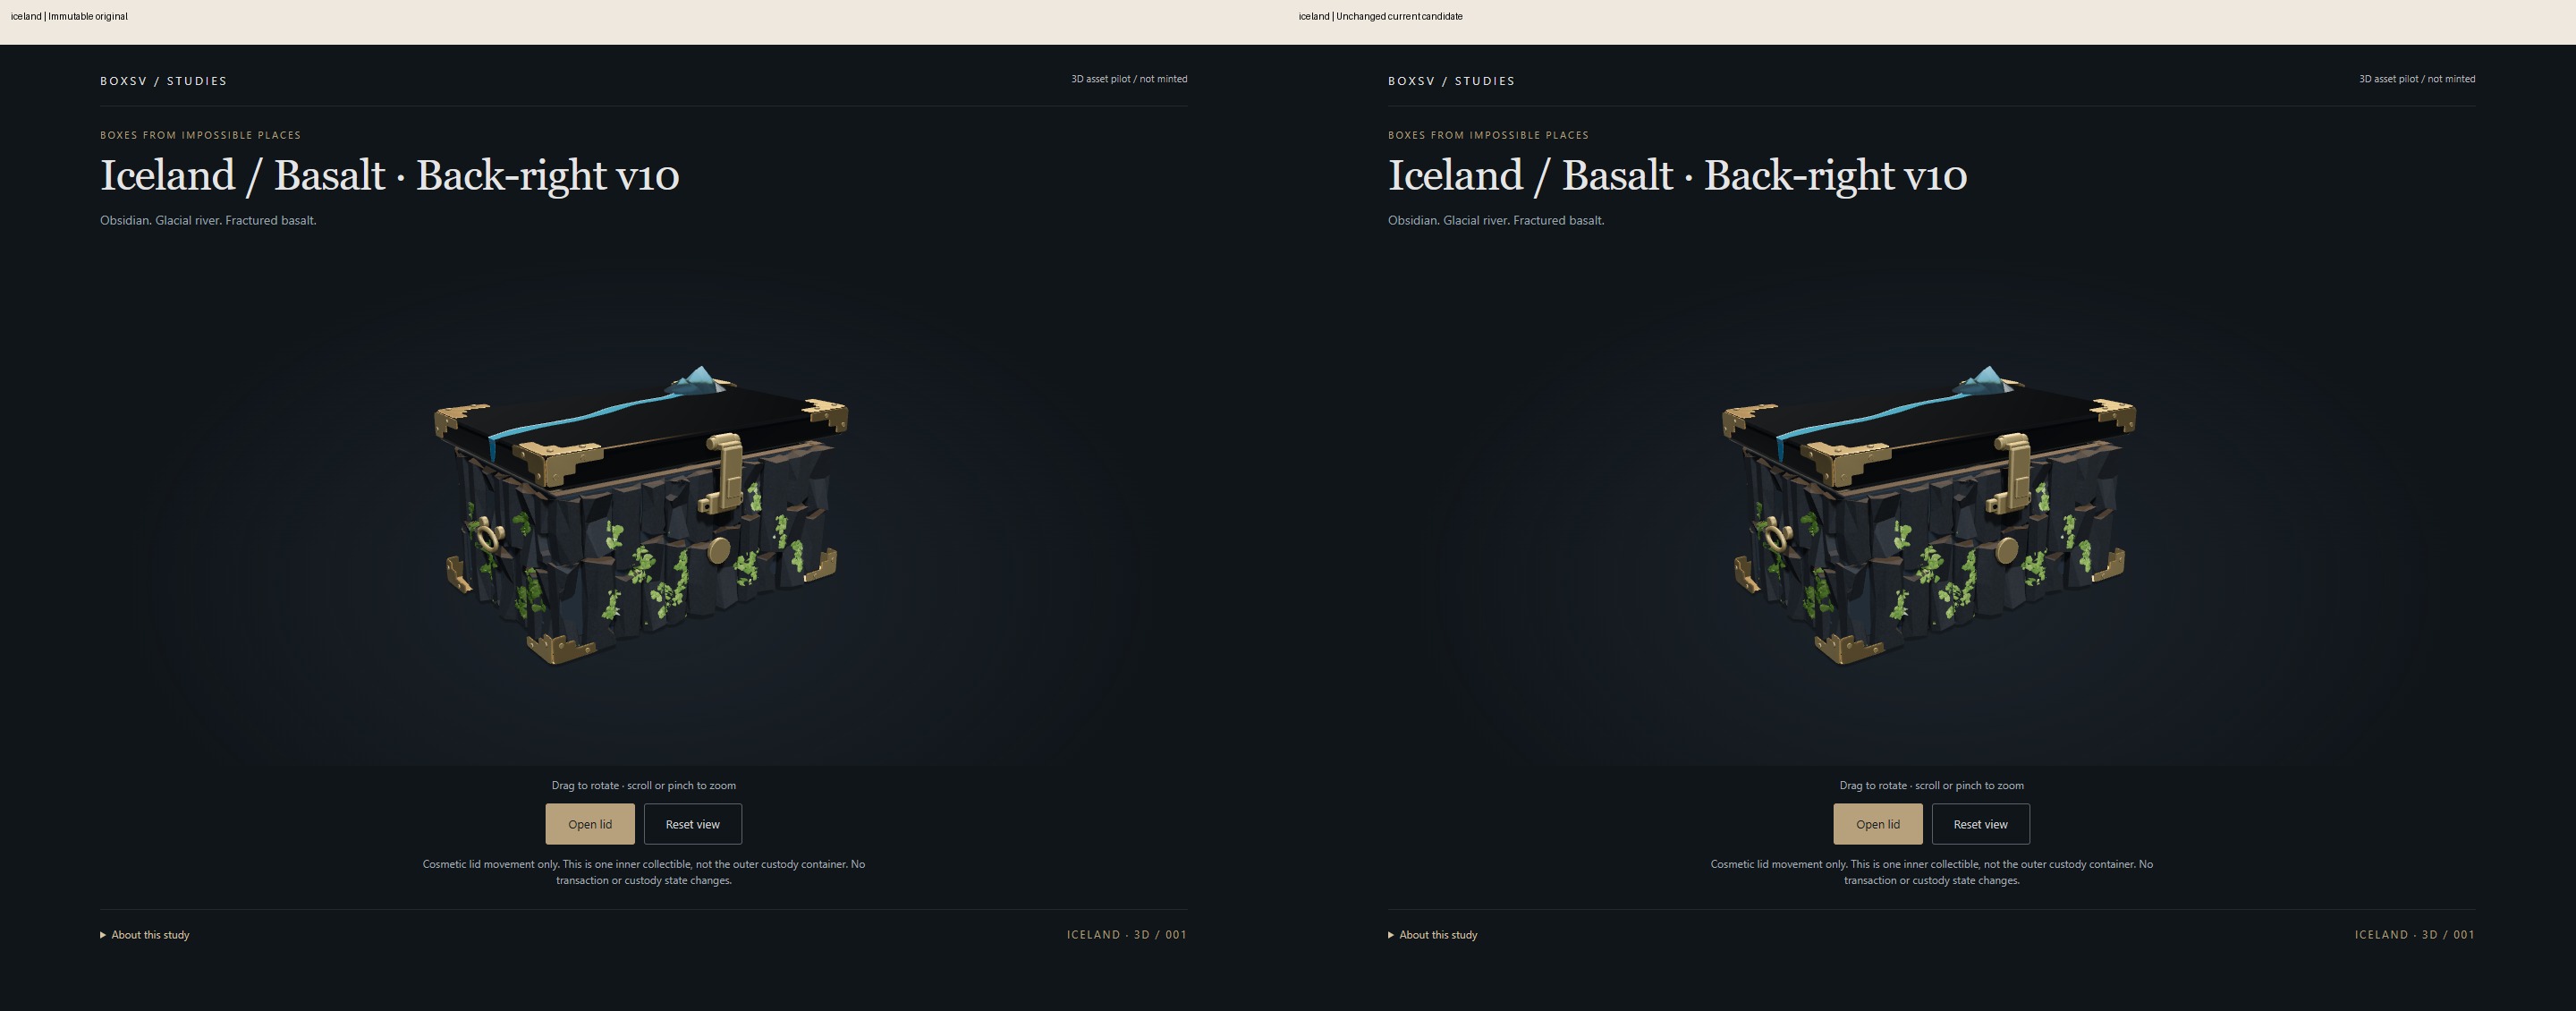 iceland | Immutable original
BOXSV / STUDIES
3D asset pilot / not minted
BOXES FROM IMPOSSIBLE PLACES
Iceland / Basalt · Back-right v10
Obsidian. Glacial river. Fractured basalt.
Drag to rotate · scroll or pinch to zoom
Open lid
Reset view
Cosmetic lid movement only. This is one inner collectible, not the outer custody container. No
transaction or custody state changes.
▶ About this study
ICELAND · 3D / 001
iceland | Unchanged current candidate
BOXSV / STUDIES
3D asset pilot / not minted
BOXES FROM IMPOSSIBLE PLACES
Iceland / Basalt · Back-right v10
Obsidian. Glacial river. Fractured basalt.
Drag to rotate · scroll or pinch to zoom
Open lid
Reset view
Cosmetic lid movement only. This is one inner collectible, not the outer custody container. No
transaction or custody state changes.
▶ About this study
ICELAND · 3D / 001